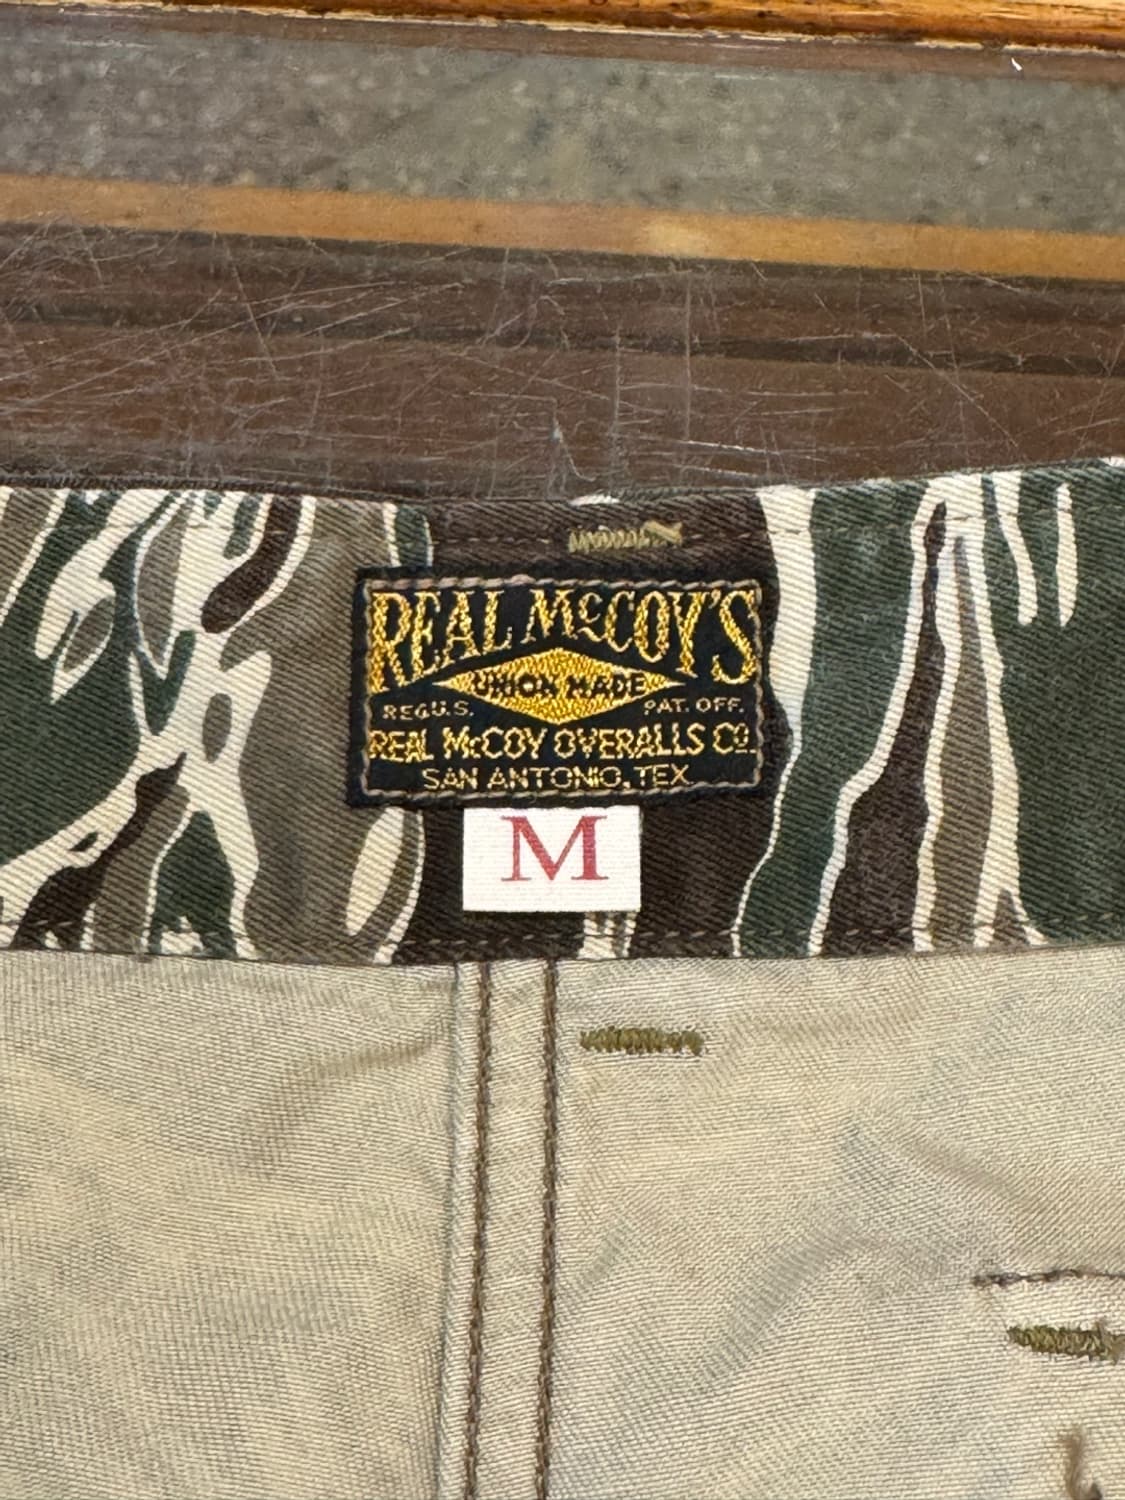 REAL McCOY'S
UNION MADE
REG.U.S. PAT. OFF.
REAL McCOY OVERALLS CO.
SAN ANTONIO, TEX.
M